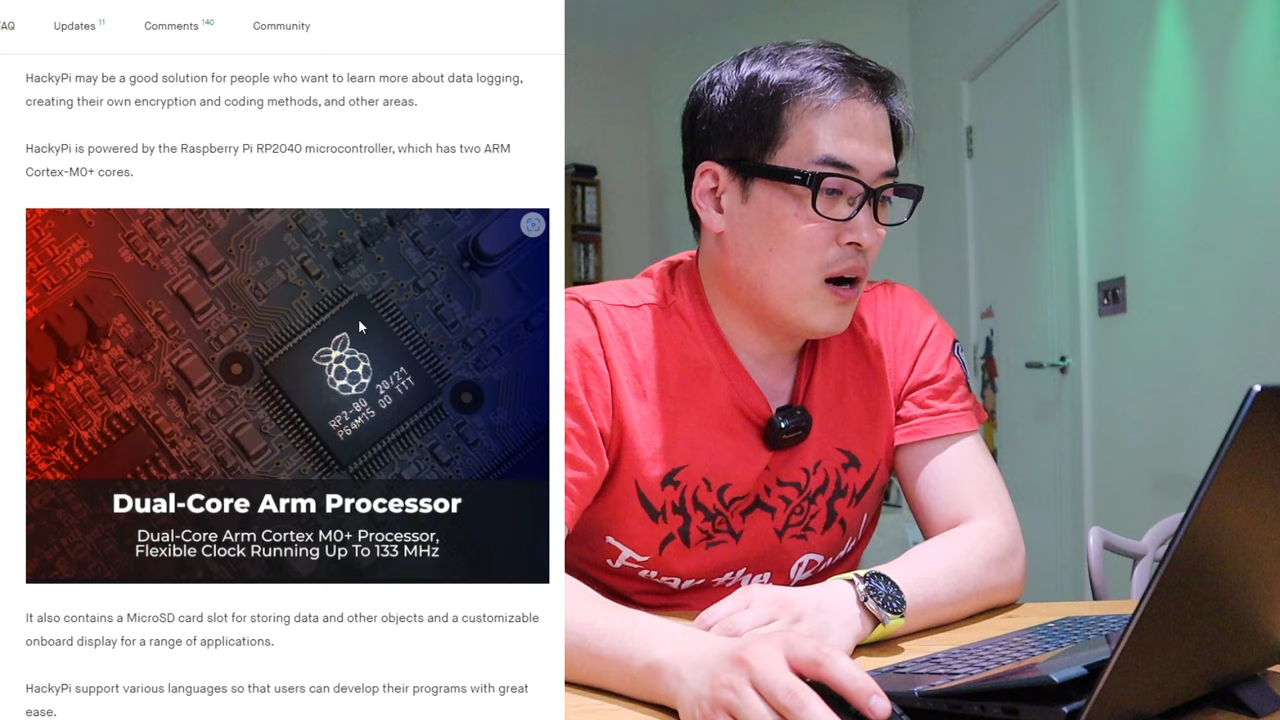 AQ
Updates 11
Comments 140
Community
HackyPi may be a good solution for people who want to learn more about data logging,
creating their own encryption and coding methods, and other areas.
HackyPi is powered by the Raspberry Pi RP2040 microcontroller, which has two ARM
Cortex-M0+ cores.
RP2-B0 20/21
P64M15 00 TTT
Dual-Core Arm Processor
Dual-Core Arm Cortex M0+ Processor,
Flexible Clock Running Up To 133 MHz
It also contains a MicroSD card slot for storing data and other objects and a customizable
onboard display for a range of applications.
HackyPi support various languages so that users can develop their programs with great
ease.
Fear the